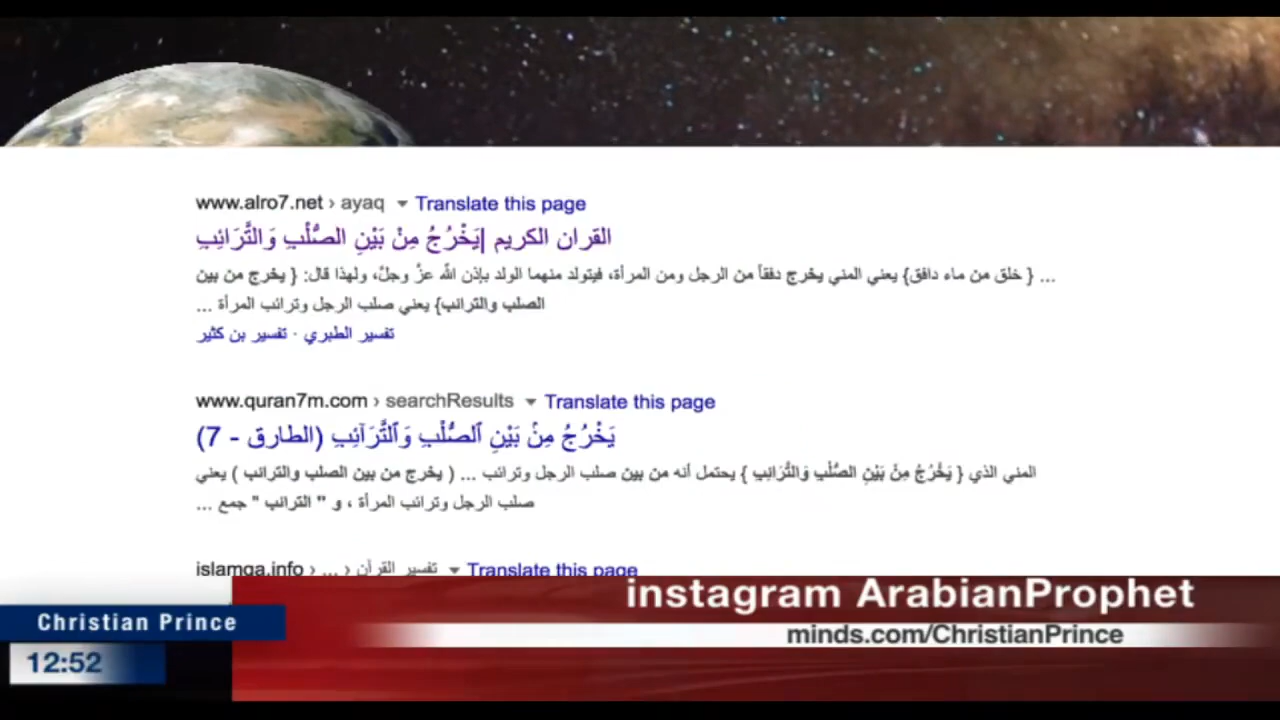 www.alro7.net › ayaq ▾ Translate this page
القران الكريم |يَخْرُجُ مِنْ بَيْنِ الصُّلْبِ وَالتَّرَائِبِ
... { خلق من ماء دافق} يعني المني يخرج دفقاً من الرجل ومن المرأة، فيتولد منهما الولد بإذن الله عزَّ وجلَّ، ولهذا قال: { يخرج من بين
الصلب والترائب} يعني صلب الرجل وترائب المرأة ...
تفسير الطبري · تفسير بن كثير
www.quran7m.com › searchResults ▾ Translate this page
يَخْرُجُ مِنۢ بَيْنِ ٱلصُّلْبِ وَٱلتَّرَآئِبِ (الطارق - 7)
المني الذي { يَخْرُجُ مِنْ بَيْنِ الصُّلْبِ وَالتَّرَائِبِ } يحتمل أنه من بين صلب الرجل وترائب ... ( يخرج من بين الصلب والترائب ) يعني
صلب الرجل وترائب المرأة ، و " الترائب " جمع ...
islamqa.info › ... › تفسير القرآن ▾ Translate this page
instagram ArabianProphet
Christian Prince
minds.com/ChristianPrince
12:52